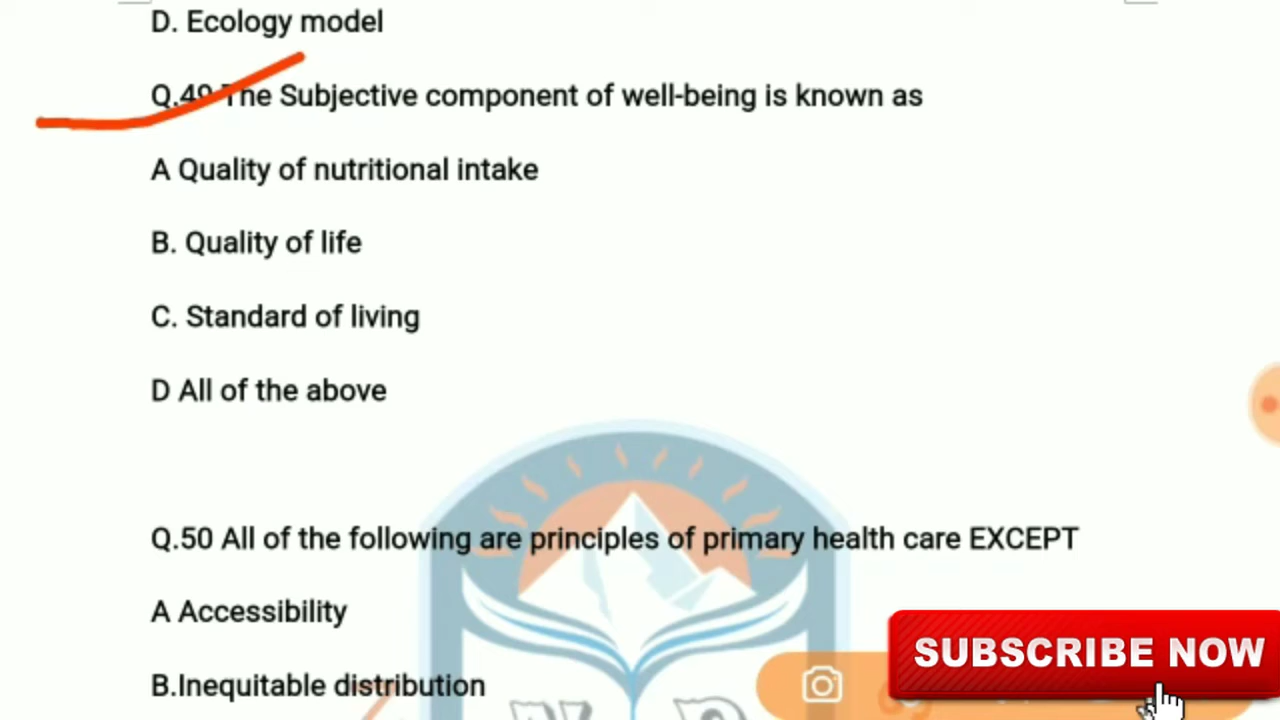 D. Ecology model
Q.49 The Subjective component of well-being is known as
A Quality of nutritional intake
B. Quality of life
C. Standard of living
D All of the above
Q.50 All of the following are principles of primary health care EXCEPT
A Accessibility
B.Inequitable distribution
SUBSCRIBE NOW